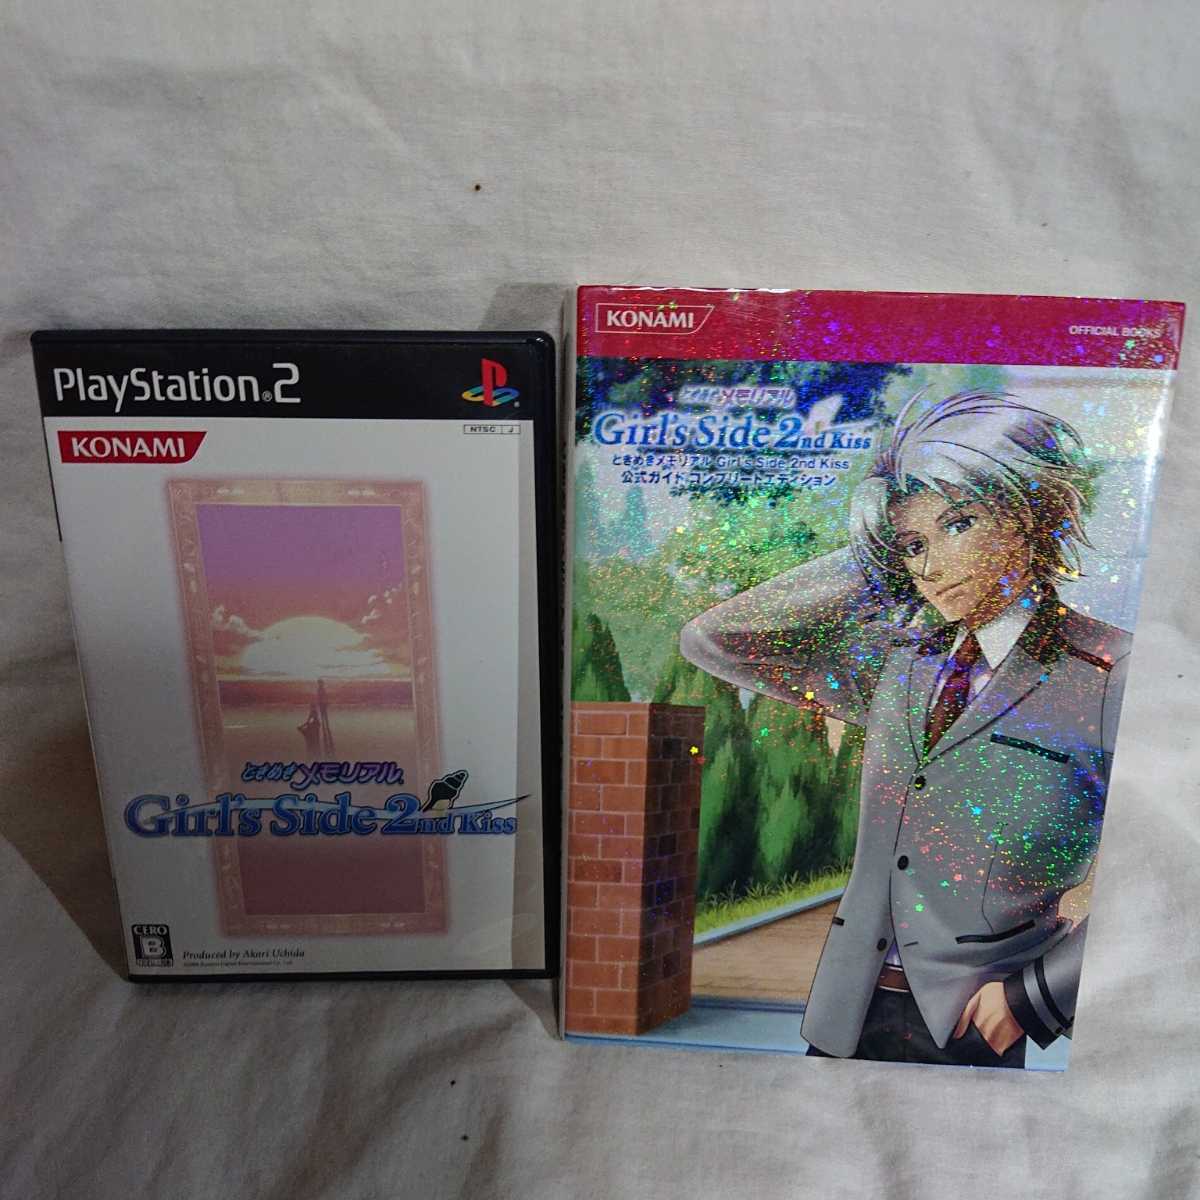 PlayStation®2
NTSC J
KONAMI
ときめきメモリアル
Girl's Side 2nd Kiss
CERO
B
Produced by Akari Uchida
KONAMI
OFFICIAL BOOKS
ときめきメモリアル
Girl's Side 2nd Kiss
ときめきメモリアル Girl's Side 2nd Kiss
公式ガイド コンプリートエディション